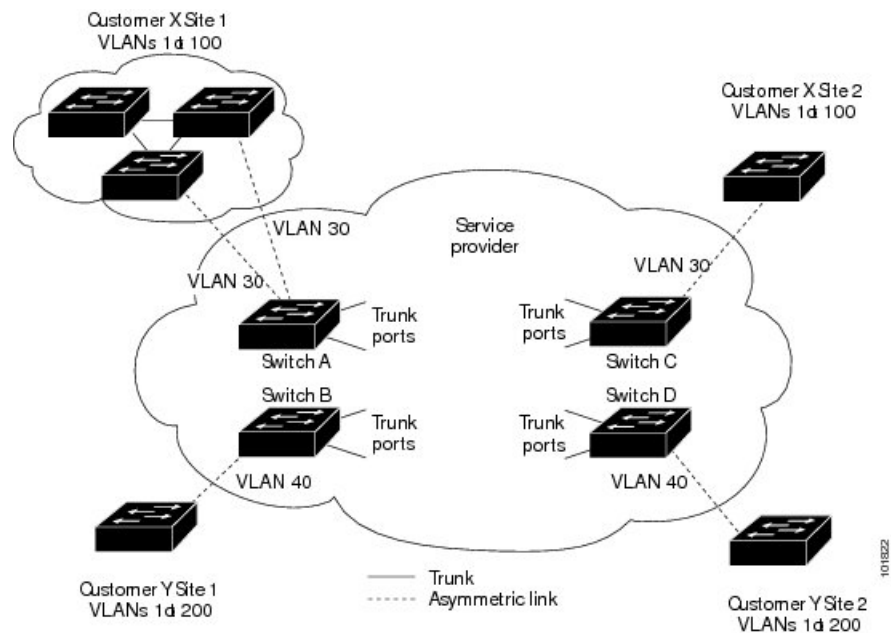 Customer X Site 1
VLANs 1 to 100
Customer X Site 2
VLANs 1 to 100
Service
provider
VLAN 30
VLAN 30
VLAN 30
Trunk
ports
Trunk
ports
Switch A
Switch C
Switch B
Switch D
Trunk
ports
Trunk
ports
VLAN 40
VLAN 40
Customer Y Site 1
VLANs 1 to 200
Trunk
Asymmetric link
Customer Y Site 2
VLANs 1 to 200
101822